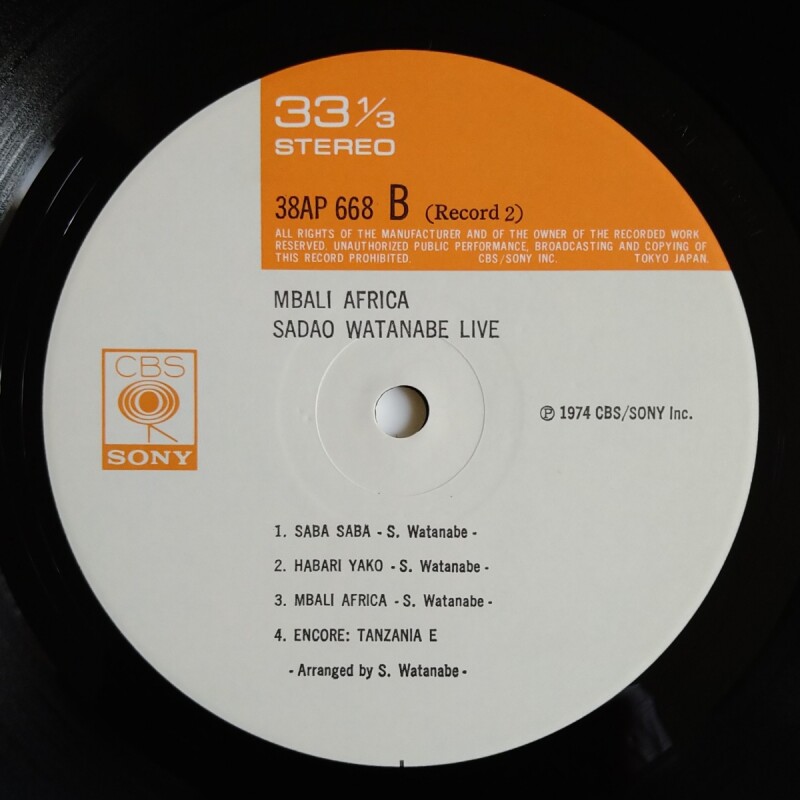 33 1/3
STEREO
38AP 668 B (Record 2)
ALL RIGHTS OF THE MANUFACTURER AND OF THE OWNER OF THE RECORDED WORK
RESERVED. UNAUTHORIZED PUBLIC PERFORMANCE, BROADCASTING AND COPYING OF
THIS RECORD PROHIBITED. CBS/SONY INC. TOKYO JAPAN.
MBALI AFRICA
SADAO WATANABE LIVE
CBS
SONY
℗ 1974 CBS/SONY Inc.
1. SABA SABA - S. Watanabe -
2. HABARI YAKO - S. Watanabe -
3. MBALI AFRICA - S. Watanabe -
4. ENCORE: TANZANIA E
- Arranged by S. Watanabe -